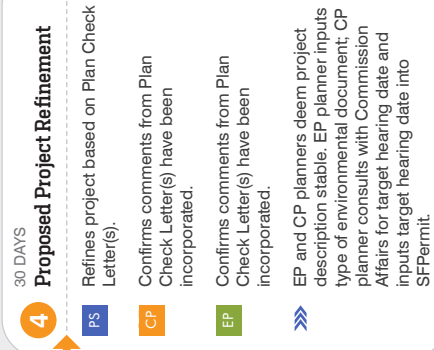 30 DAYS
4
Proposed Project Refinement
PS
Refines project based on Plan Check
Letter(s).
CP
Confirms comments from Plan
Check Letter(s) have been
incorporated.
EP
Confirms comments from Plan
Check Letter(s) have been
incorporated.
EP and CP planners deem project
description stable. EP planner inputs
type of environmental document; CP
planner consults with Commission
Affairs for target hearing date and
inputs target hearing date into
SFPermit.